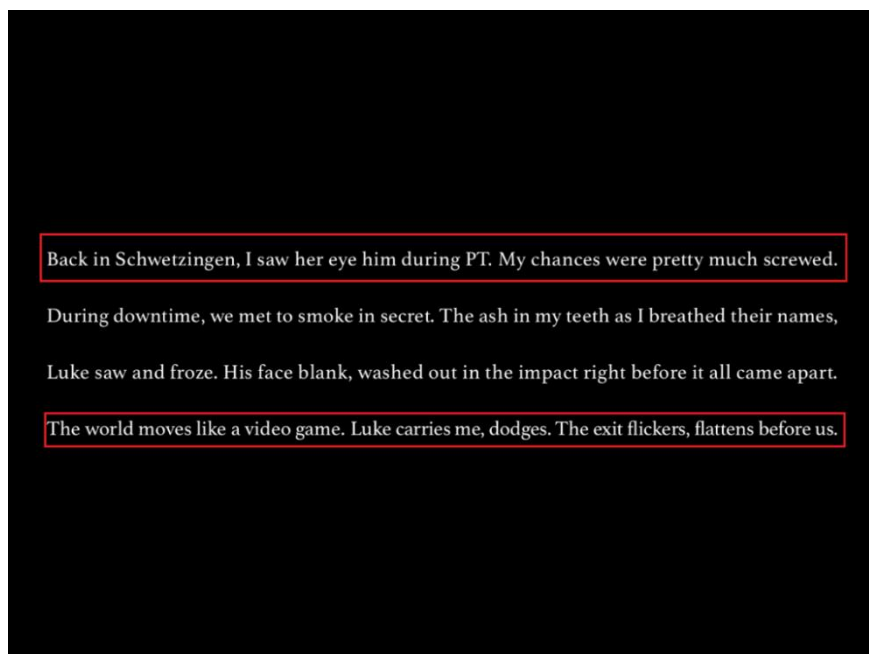 Back in Schwetzingen, I saw her eye him during PT. My chances were pretty much screwed.
During downtime, we met to smoke in secret. The ash in my teeth as I breathed their names,
Luke saw and froze. His face blank, washed out in the impact right before it all came apart.
The world moves like a video game. Luke carries me, dodges. The exit flickers, flattens before us.